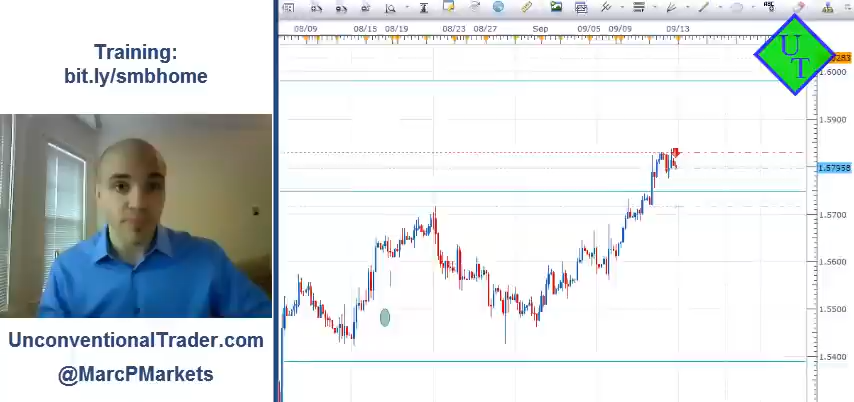 Training:
bit.ly/smbhome
UnconventionalTrader.com
@MarcPMarkets
08/09 08/15 08/19 08/23 08/27 Sep 09/05 09/09 09/13
UT
1.6000
1.5900
1.57958
1.5700
1.5600
1.5500
1.5400